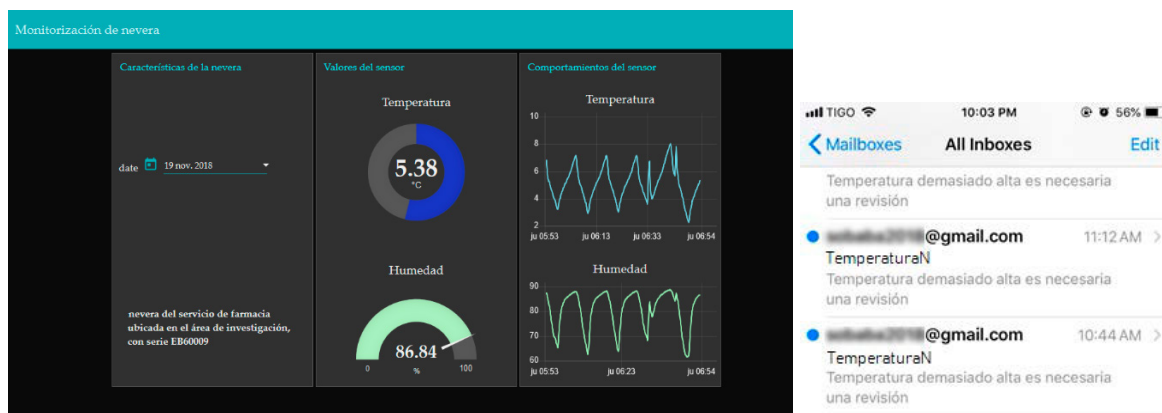 Monitorización de nevera
Características de la nevera
date 19 nov. 2018
nevera del servicio de farmacia
ubicada en el área de investigación,
con serie EB60009
Valores del sensor
Temperatura
5.38
°C
Humedad
86.84
0 % 100
Comportamientos del sensor
Temperatura
10
8
6
4
2
ju 05:53 ju 06:13 ju 06:33 ju 06:54
Humedad
90
80
70
60
ju 05:53 ju 06:23 ju 06:54
TIGO 10:03 PM 56%
Mailboxes All Inboxes Edit
Temperatura demasiado alta es necesaria
una revisión
@gmail.com 11:12 AM
TemperaturaN
Temperatura demasiado alta es necesaria
una revisión
@gmail.com 10:44 AM
TemperaturaN
Temperatura demasiado alta es necesaria
una revisión